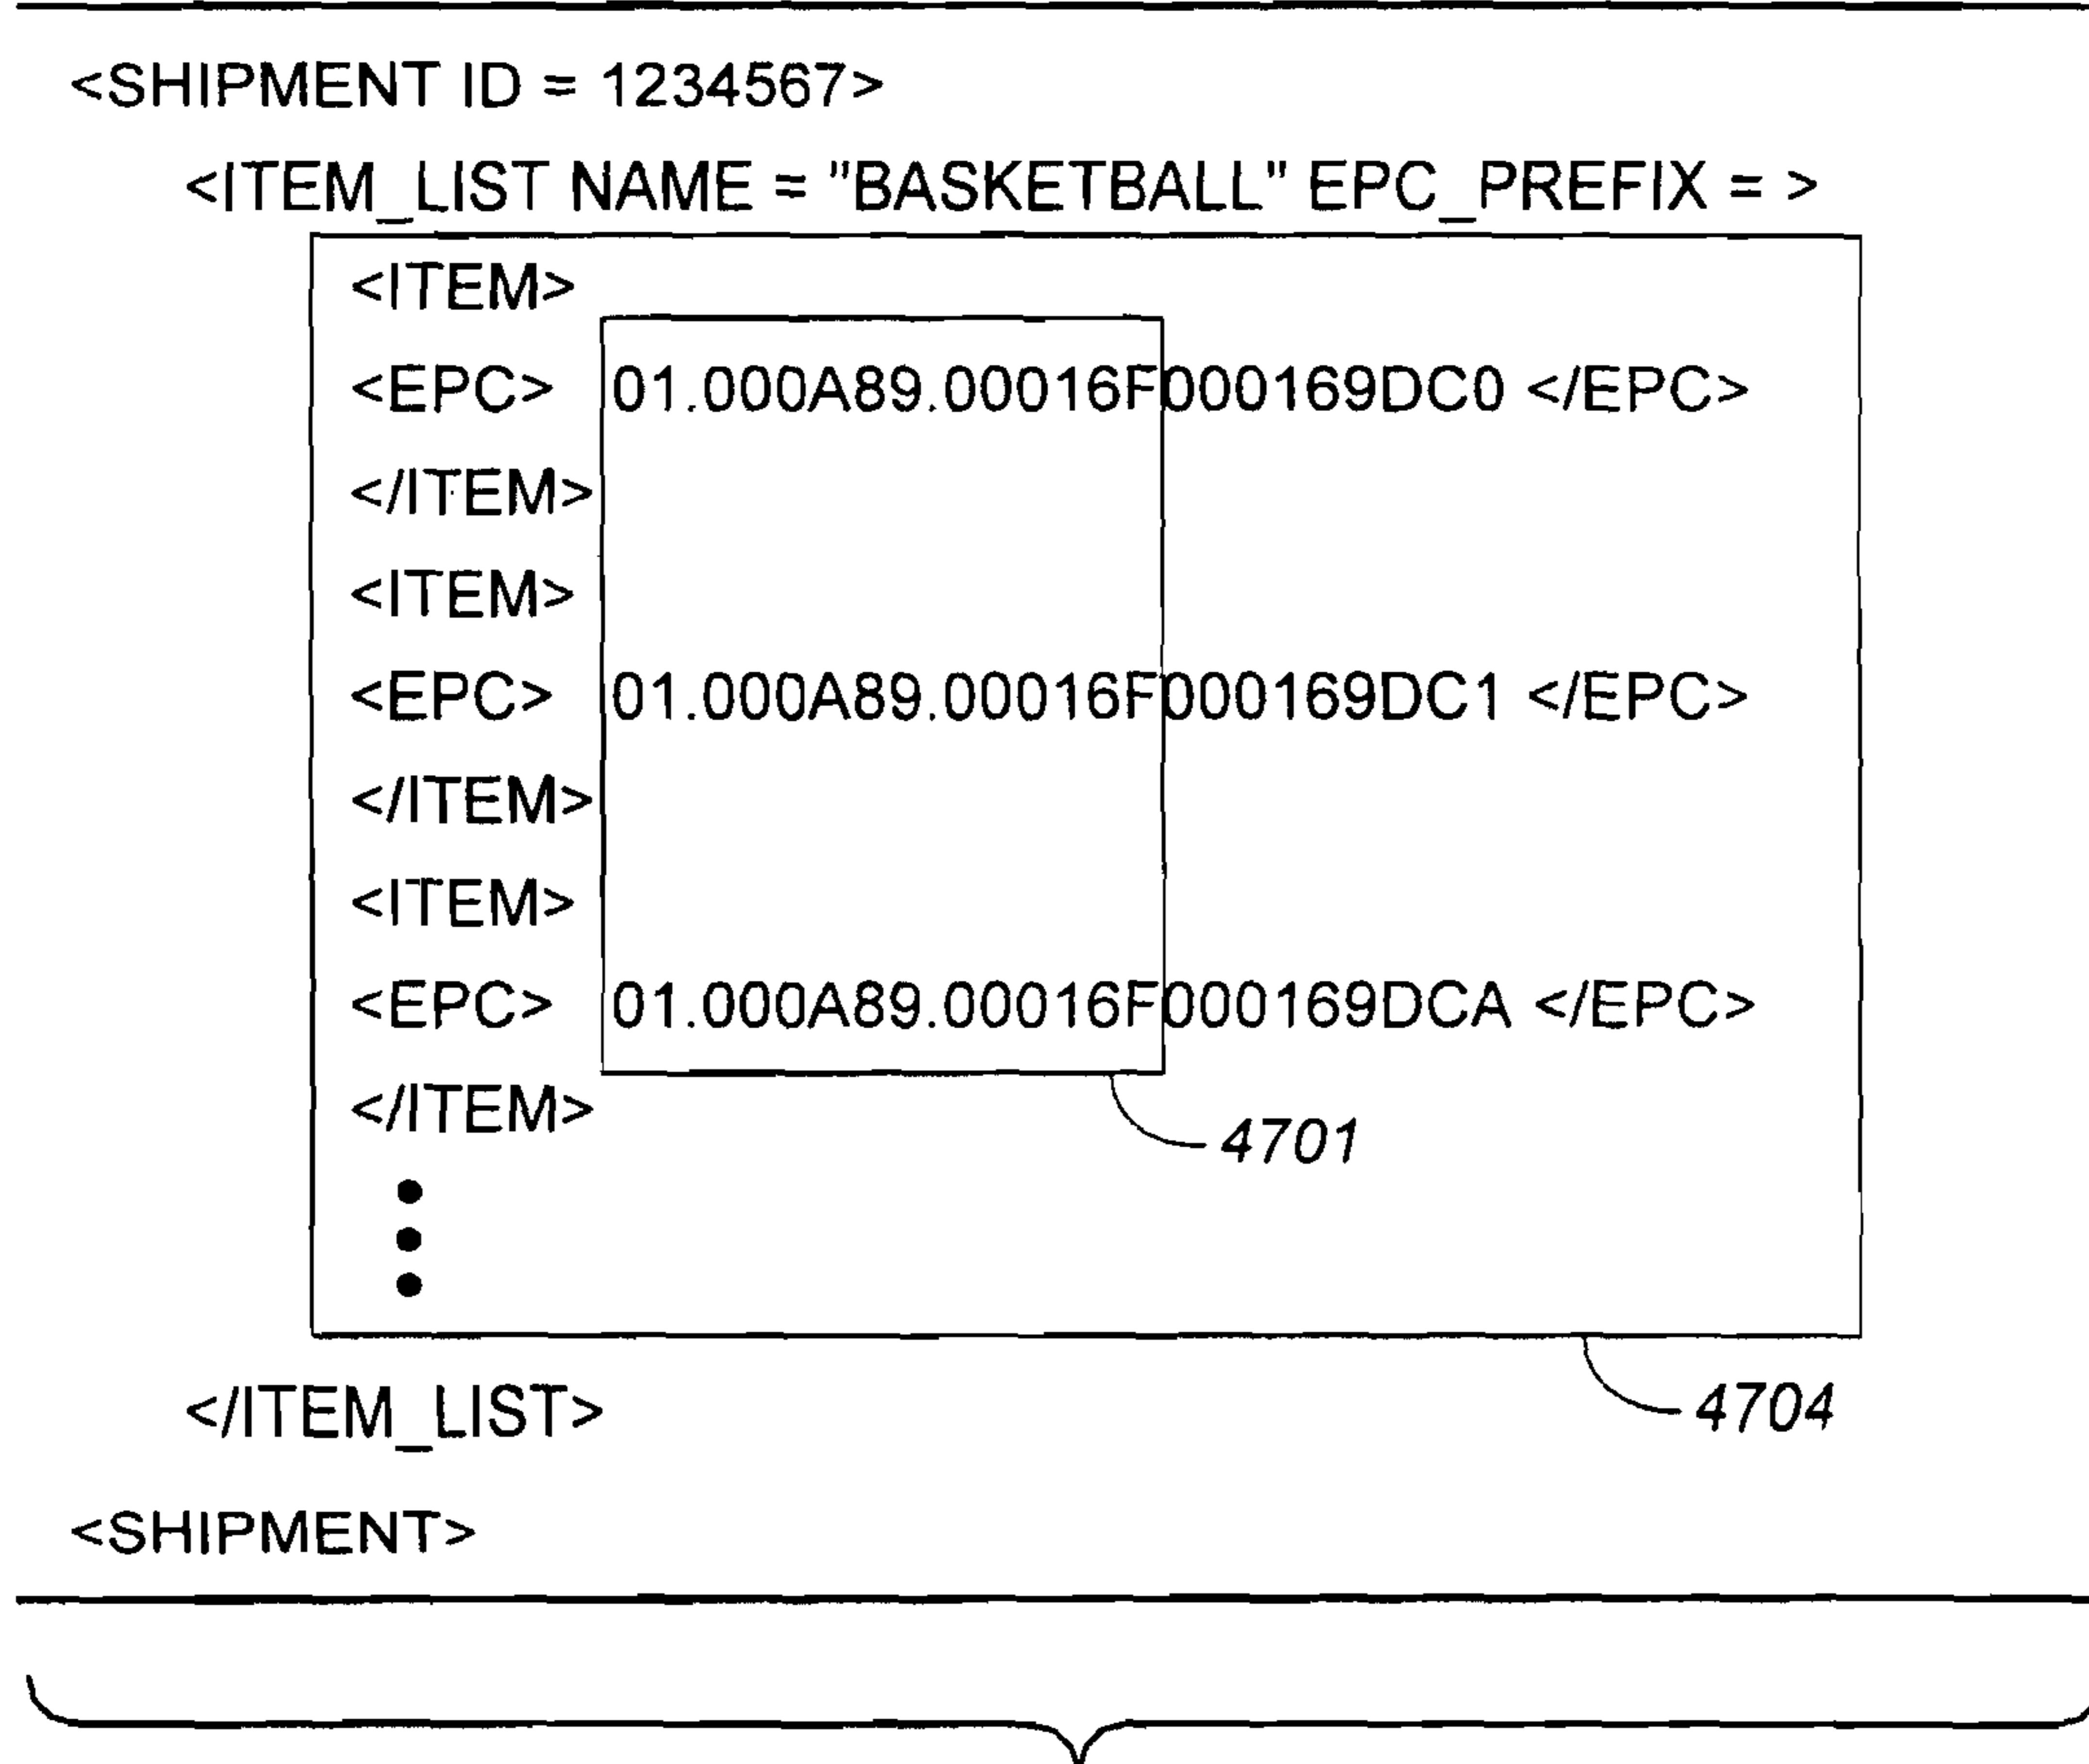 <SHIPMENT ID = 1234567>
<ITEM_LIST NAME = "BASKETBALL" EPC_PREFIX = >
<ITEM>
<EPC> 01.000A89.00016F000169DC0 </EPC>
</ITEM>
<ITEM>
<EPC> 01.000A89.00016F000169DC1 </EPC>
</ITEM>
<ITEM>
<EPC> 01.000A89.00016F000169DCA </EPC>
</ITEM>
4701
</ITEM_LIST>
4704
<SHIPMENT>